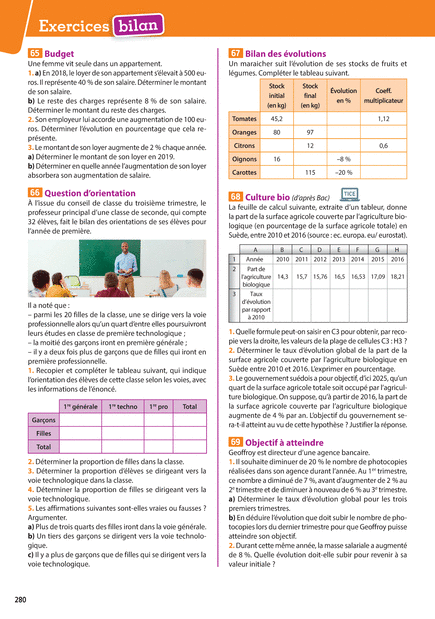 Exercices bilan
65 Budget
Une femme vit seule dans un appartement.
1. a) En 2018, le loyer de son appartement s'élevait à 500 eu-
ros. Il représente 40 % de son salaire. Déterminer le montant
de son salaire.
b) Le reste des charges représente 8 % de son salaire.
Déterminer le montant du reste des charges.
2. Son employeur lui accorde une augmentation de 100 eu-
ros. Déterminer l'évolution en pourcentage que cela re-
présente.
3. Le montant de son loyer augmente de 2 % chaque année.
a) Déterminer le montant de son loyer en 2019.
b) Déterminer en quelle année l'augmentation de son loyer
absorbera son augmentation de salaire.
66 Question d'orientation
À l'issue du conseil de classe du troisième trimestre, le
professeur principal d'une classe de seconde, qui compte
32 élèves, fait le bilan des orientations de ses élèves pour
l'année de première.
Il a noté que :
– parmi les 20 filles de la classe, une se dirige vers la voie
professionnelle alors qu'un quart d'entre elles poursuivront
leurs études en classe de première technologique ;
– la moitié des garçons iront en première générale ;
– il y a deux fois plus de garçons que de filles qui iront en
première professionnelle.
1. Recopier et compléter le tableau suivant, qui indique
l'orientation des élèves de cette classe selon les voies, avec
les informations de l'énoncé.
1re générale 1re techno 1re pro Total
Garçons
Filles
Total
2. Déterminer la proportion de filles dans la classe.
3. Déterminer la proportion d'élèves se dirigeant vers la
voie technologique dans la classe.
4. Déterminer la proportion de filles se dirigeant vers la
voie technologique.
5. Les affirmations suivantes sont-elles vraies ou fausses ?
Argumenter.
a) Plus de trois quarts des filles iront dans la voie générale.
b) Un tiers des garçons se dirigent vers la voie technolo-
gique.
c) Il y a plus de garçons que de filles qui se dirigent vers la
voie technologique.
67 Bilan des évolutions
Un maraicher suit l'évolution de ses stocks de fruits et
légumes. Compléter le tableau suivant.
Stock initial (en kg) Stock final (en kg) Évolution en % Coeff. multiplicateur
Tomates 45,2 1,12
Oranges 80 97
Citrons 12 0,6
Oignons 16 –8 %
Carottes 115 –20 %
68 Culture bio (d'après Bac) TICE
La feuille de calcul suivante, extraite d'un tableur, donne
la part de la surface agricole couverte par l'agriculture bio-
logique (en pourcentage de la surface agricole totale) en
Suède, entre 2010 et 2016 (source : ec. europa. eu/ eurostat).
A B C D E F G H
1 Année 2010 2011 2012 2013 2014 2015 2016
2 Part de l'agriculture biologique 14,3 15,7 15,76 16,5 16,53 17,09 18,21
3 Taux d'évolution par rapport à 2010
1. Quelle formule peut-on saisir en C3 pour obtenir, par reco-
pie vers la droite, les valeurs de la plage de cellules C3 : H3 ?
2. Déterminer le taux d'évolution global de la part de la
surface agricole couverte par l'agriculture biologique en
Suède entre 2010 et 2016. L'exprimer en pourcentage.
3. Le gouvernement suédois a pour objectif, d'ici 2025, qu'un
quart de la surface agricole totale soit occupé par l'agricul-
ture biologique. On suppose, qu'à partir de 2016, la part de
la surface agricole couverte par l'agriculture biologique
augmente de 4 % par an. L'objectif du gouvernement se-
ra-t-il atteint au vu de cette hypothèse ? Justifier la réponse.
69 Objectif à atteindre
Geoffroy est directeur d'une agence bancaire.
1. Il souhaite diminuer de 20 % le nombre de photocopies
réalisées dans son agence durant l'année. Au 1er trimestre,
ce nombre a diminué de 7 %, avant d'augmenter de 2 % au
2e trimestre et de diminuer à nouveau de 6 % au 3e trimestre.
a) Déterminer le taux d'évolution global pour les trois
premiers trimestres.
b) En déduire l'évolution que doit subir le nombre de pho-
tocopies lors du dernier trimestre pour que Geoffroy puisse
atteindre son objectif.
2. Durant cette même année, la masse salariale a augmenté
de 8 %. Quelle évolution doit-elle subir pour revenir à sa
valeur initiale ?
280